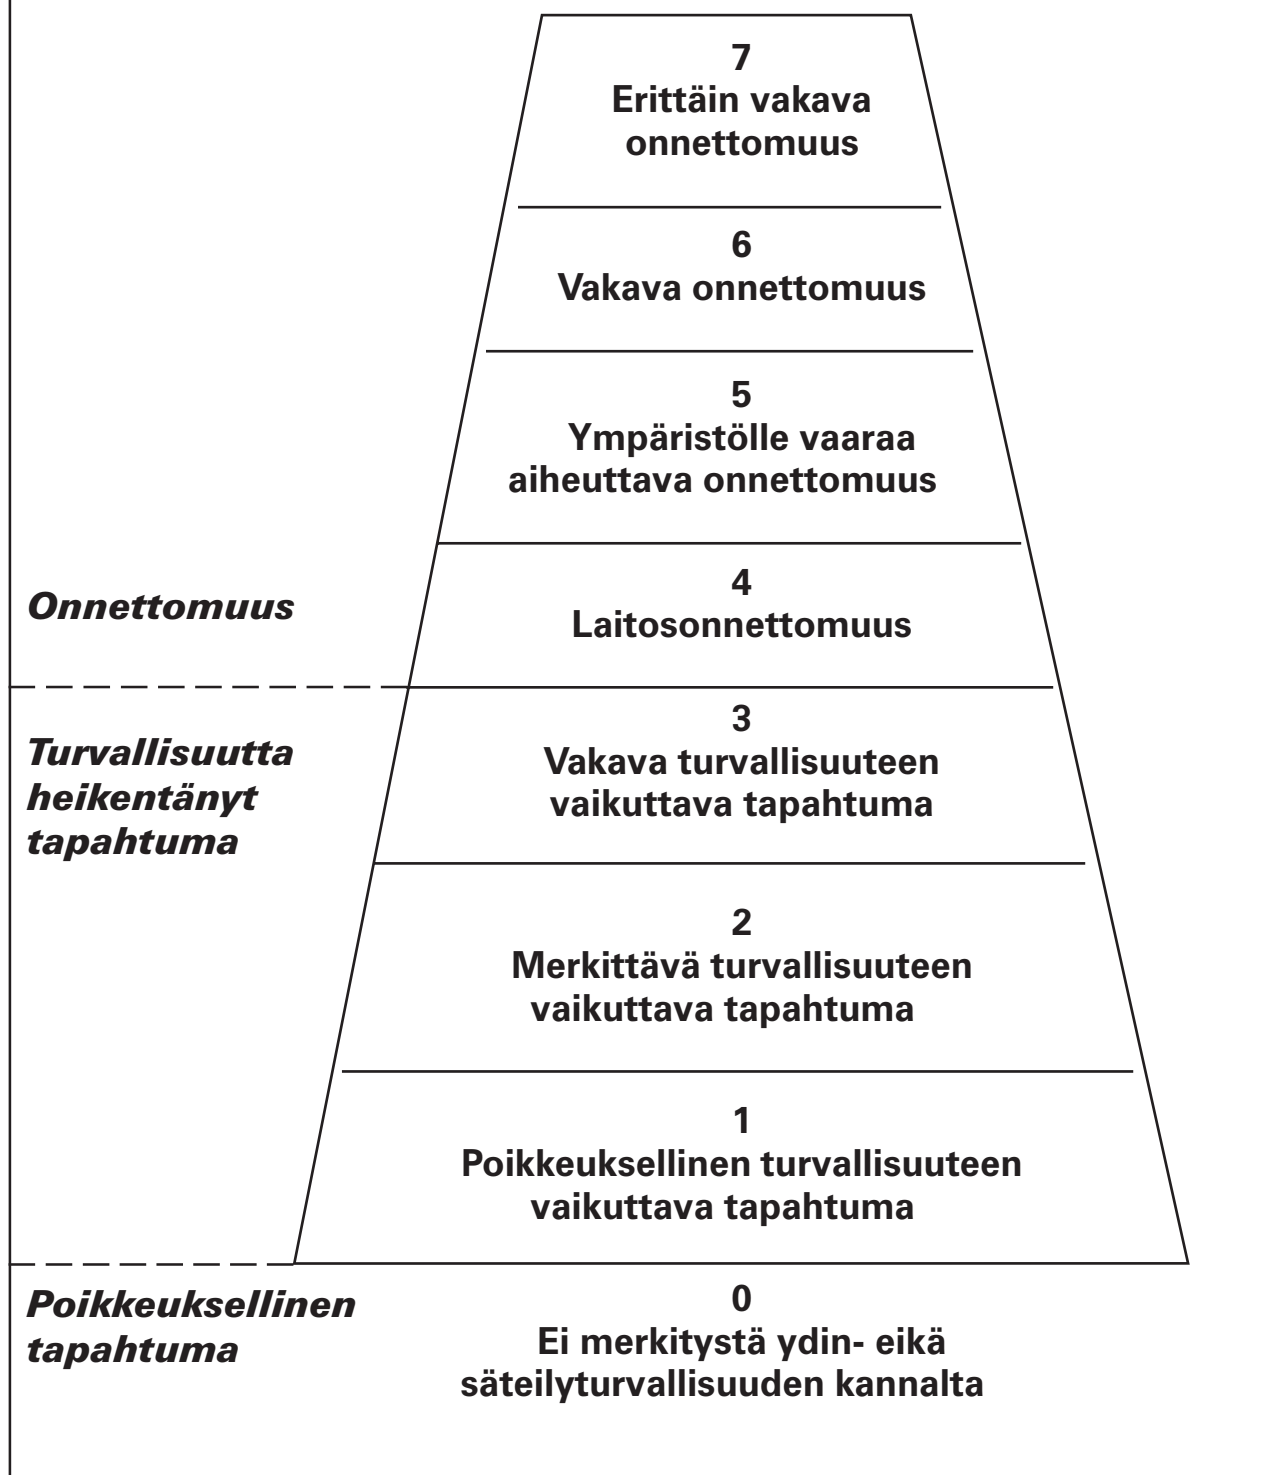 7
Erittäin vakava
onnettomuus
6
Vakava onnettomuus
5
Ympäristölle vaaraa
aiheuttava onnettomuus
Onnettomuus
4
Laitosonnettomuus
Turvallisuutta
heikentänyt
tapahtuma
3
Vakava turvallisuuteen
vaikuttava tapahtuma
2
Merkittävä turvallisuuteen
vaikuttava tapahtuma
1
Poikkeuksellinen turvallisuuteen
vaikuttava tapahtuma
Poikkeuksellinen
tapahtuma
0
Ei merkitystä ydin- eikä
säteilyturvallisuuden kannalta